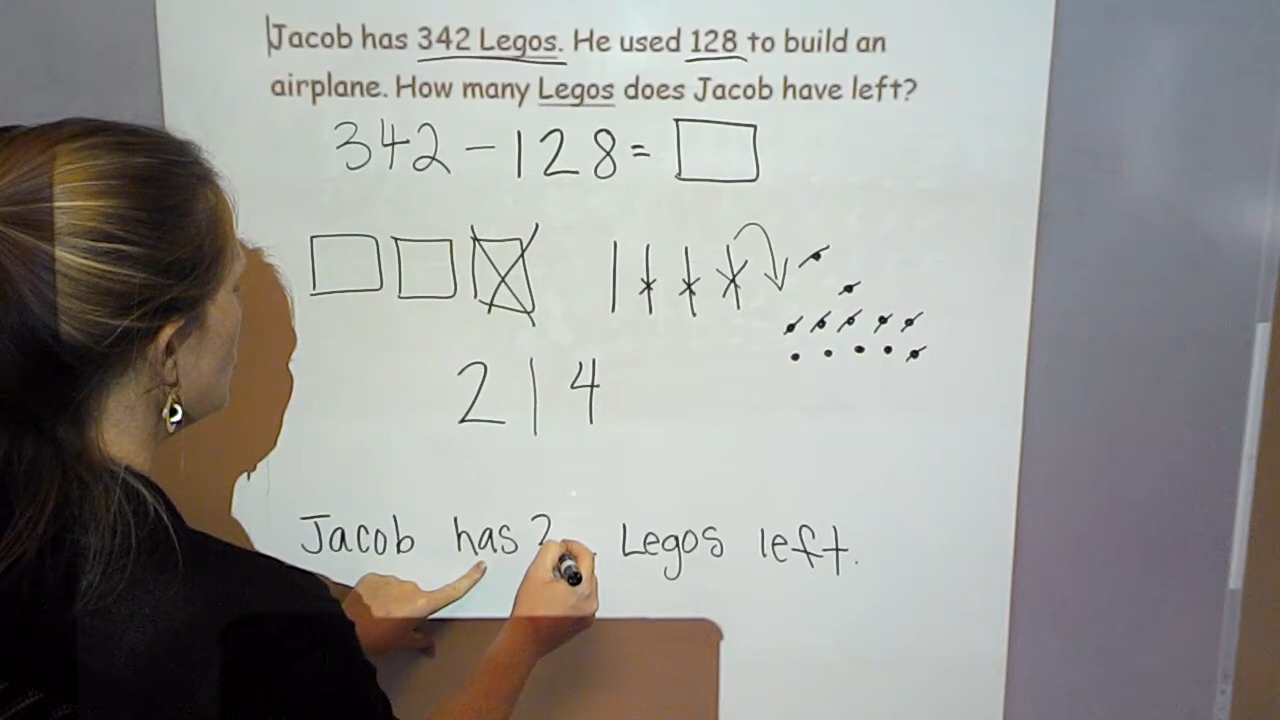 Jacob has 342 Legos. He used 128 to build an
airplane. How many Legos does Jacob have left?
342 - 128 =
214
Jacob has 2 Legos left.